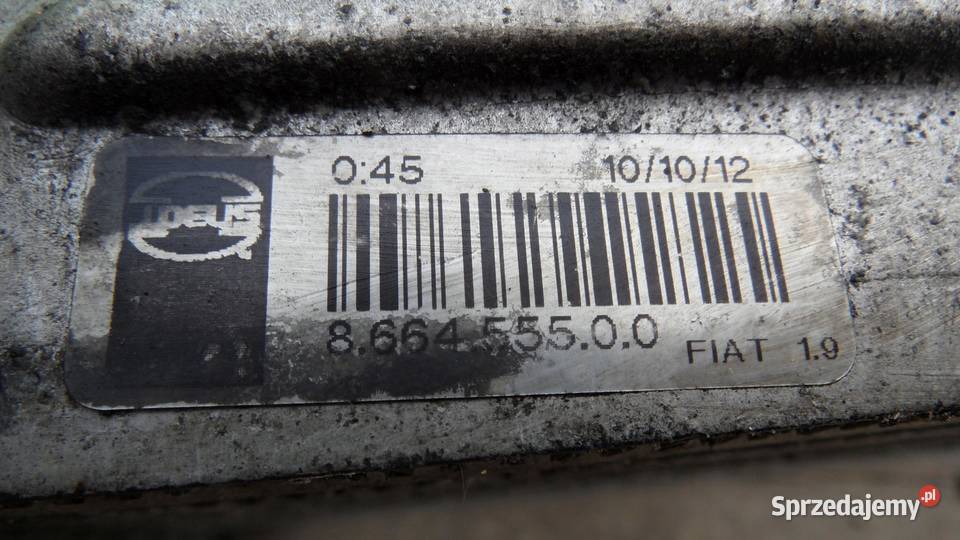 0:45 10/10/12
8.664.555.0.0
FIAT 1.9
Sprzedajemy.pl